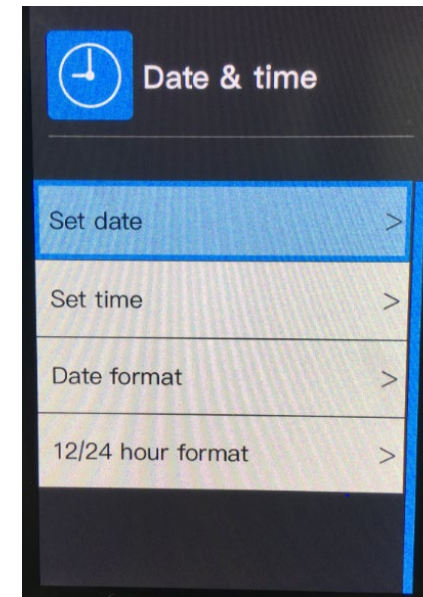 Date & time
Set date
>
Set time
>
Date format
>
12/24 hour format
>